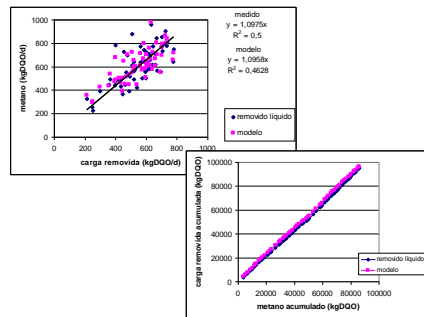 medido
y = 1,0975x
R² = 0,5
modelo
y = 1,0958x
R² = 0,4628
metano (kgDQO/d)
1000
800
600
400
200
0
0 200 400 600 800 1000
carga removida (kgDQO/d)
removido líquido
modelo
carga removida acumulada (kgDQO)
100000
80000
60000
40000
20000
0
0 20000 40000 60000 80000 100000
metano acumulado (kgDQO)
removido líquido
modelo